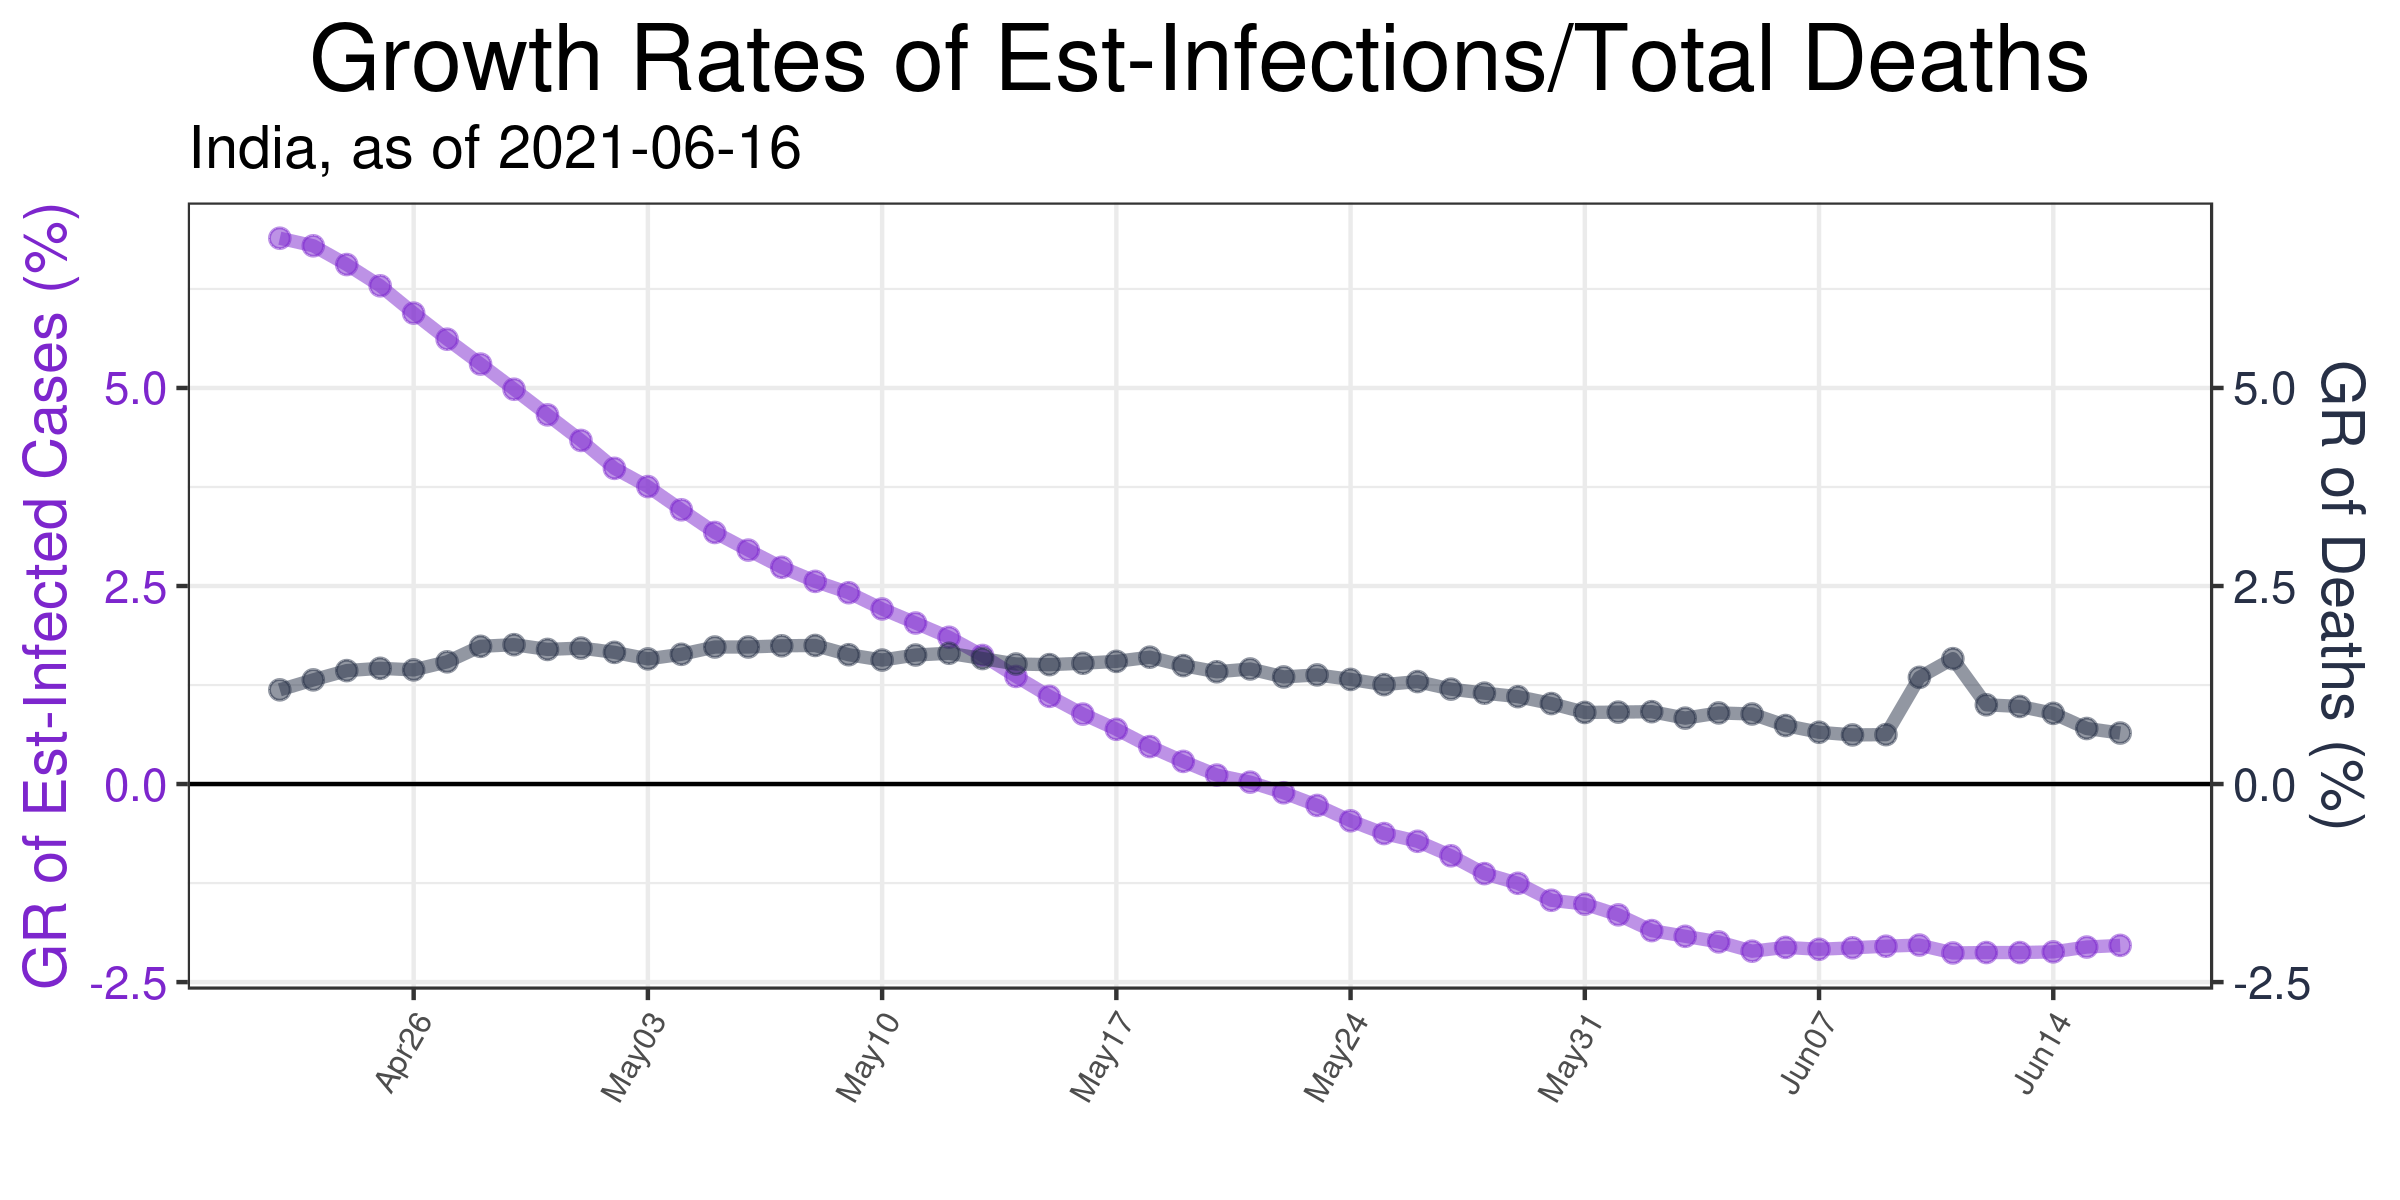 Growth Rates of Est-Infections/Total Deaths
India, as of 2021-06-16
GR of Est-Infected Cases (%)
5.0
2.5
0.0
-2.5
5.0
2.5
0.0
-2.5
GR of Deaths (%)
Apr26
May03
May10
May17
May24
May31
Jun07
Jun14